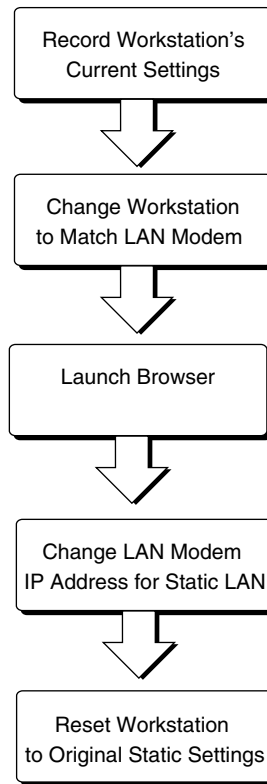 Record Workstation's
Current Settings
Change Workstation
to Match LAN Modem
Launch Browser
Change LAN Modem
IP Address for Static LAN
Reset Workstation
to Original Static Settings